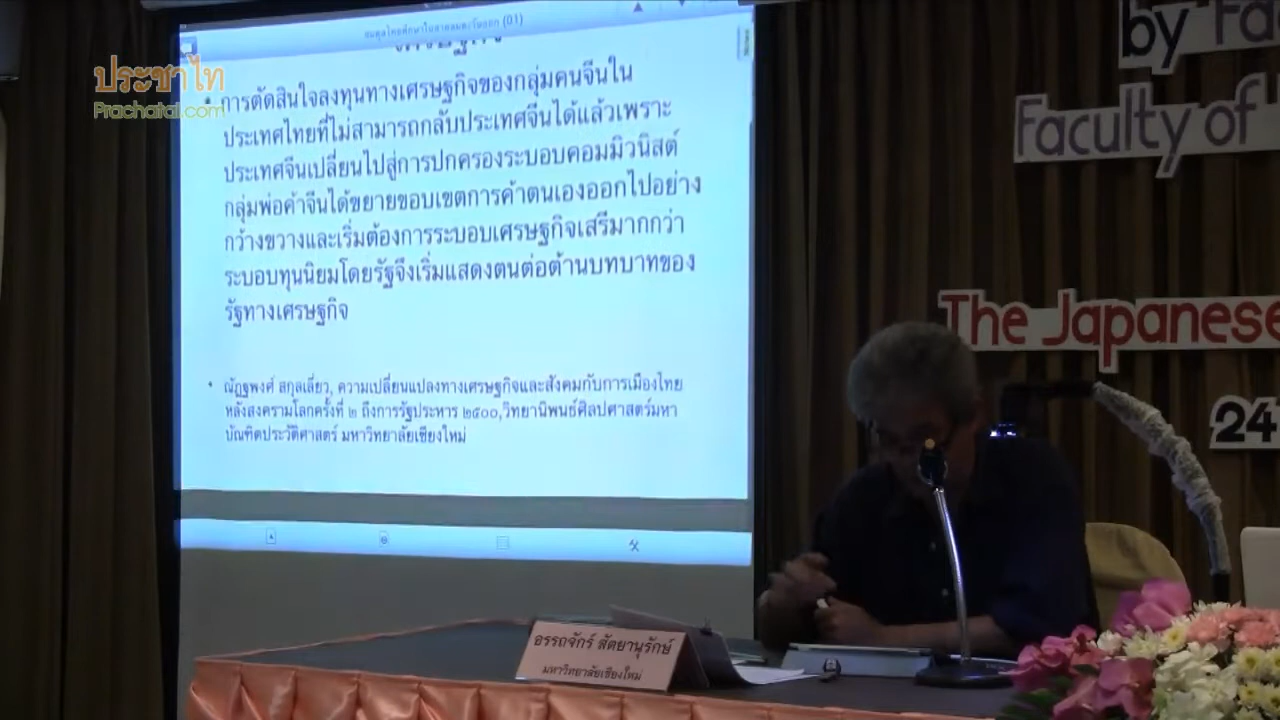 ประชาไท
Prachatai.com
(01)
• การตัดสินใจลงทุนทางเศรษฐกิจของกลุ่มคนจีนใน
ประเทศไทยที่ไม่สามารถกลับประเทศจีนได้แล้วเพราะ
ประเทศจีนเปลี่ยนไปสู่การปกครองระบอบคอมมิวนิสต์
กลุ่มพ่อค้าจีนได้ขยายขอบเขตการค้าตนเองออกไปอย่าง
กว้างขวางและเริ่มต้องการระบอบเศรษฐกิจเสรีมากกว่า
ระบอบทุนนิยมโดยรัฐจึงเริ่มแสดงตนต่อต้านบทบาทของ
รัฐทางเศรษฐกิจ
• ณัฏฐพงศ์ สกุลเลี่ยว, ความเปลี่ยนแปลงทางเศรษฐกิจและสังคมกับการเมืองไทย
หลังสงครามโลกครั้งที่ ๒ ถึงการรัฐประหาร ๒๕๐๐,วิทยานิพนธ์ศิลปศาสตร์มหา
บัณฑิตประวัติศาสตร์ มหาวิทยาลัยเชียงใหม่
by Fa
Faculty of
The Japanese
24
อรรถจักร์ สัตยานุรักษ์
มหาวิทยาลัยเชียงใหม่